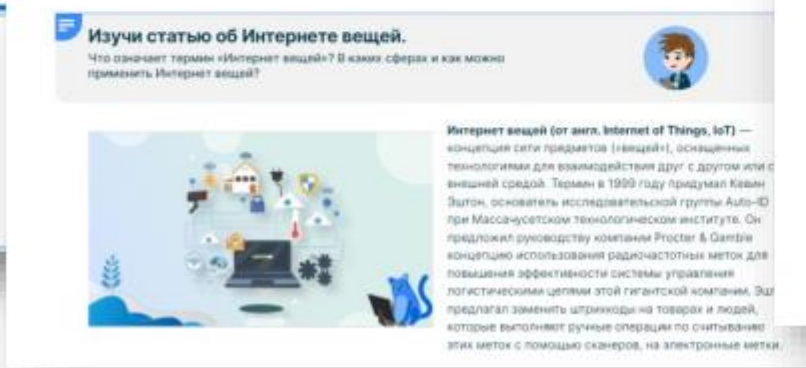 Изучи статью об Интернете вещей.
Что означает термин «Интернет вещей»? В каких сферах и как можно
применить Интернет вещей?
Интернет вещей (от англ. Internet of Things, IoT) —
концепция сети предметов («вещей»), оснащенных
технологиями для взаимодействия друг с другом или с
внешней средой. Термин в 1999 году придумал Кевин
Эштон, основатель исследовательской группы Auto-ID
при Массачусетском технологическом институте. Он
предложил руководству компании Procter & Gamble
концепцию использования радиочастотных меток для
повышения эффективности системы управления
логистическими цепями этой гигантской компании. Эш
предлагал заменить штрихкоды на товарах и людей,
которые выполняют ручные операции по считыванию
этих меток с помощью сканеров, на электронные метки.